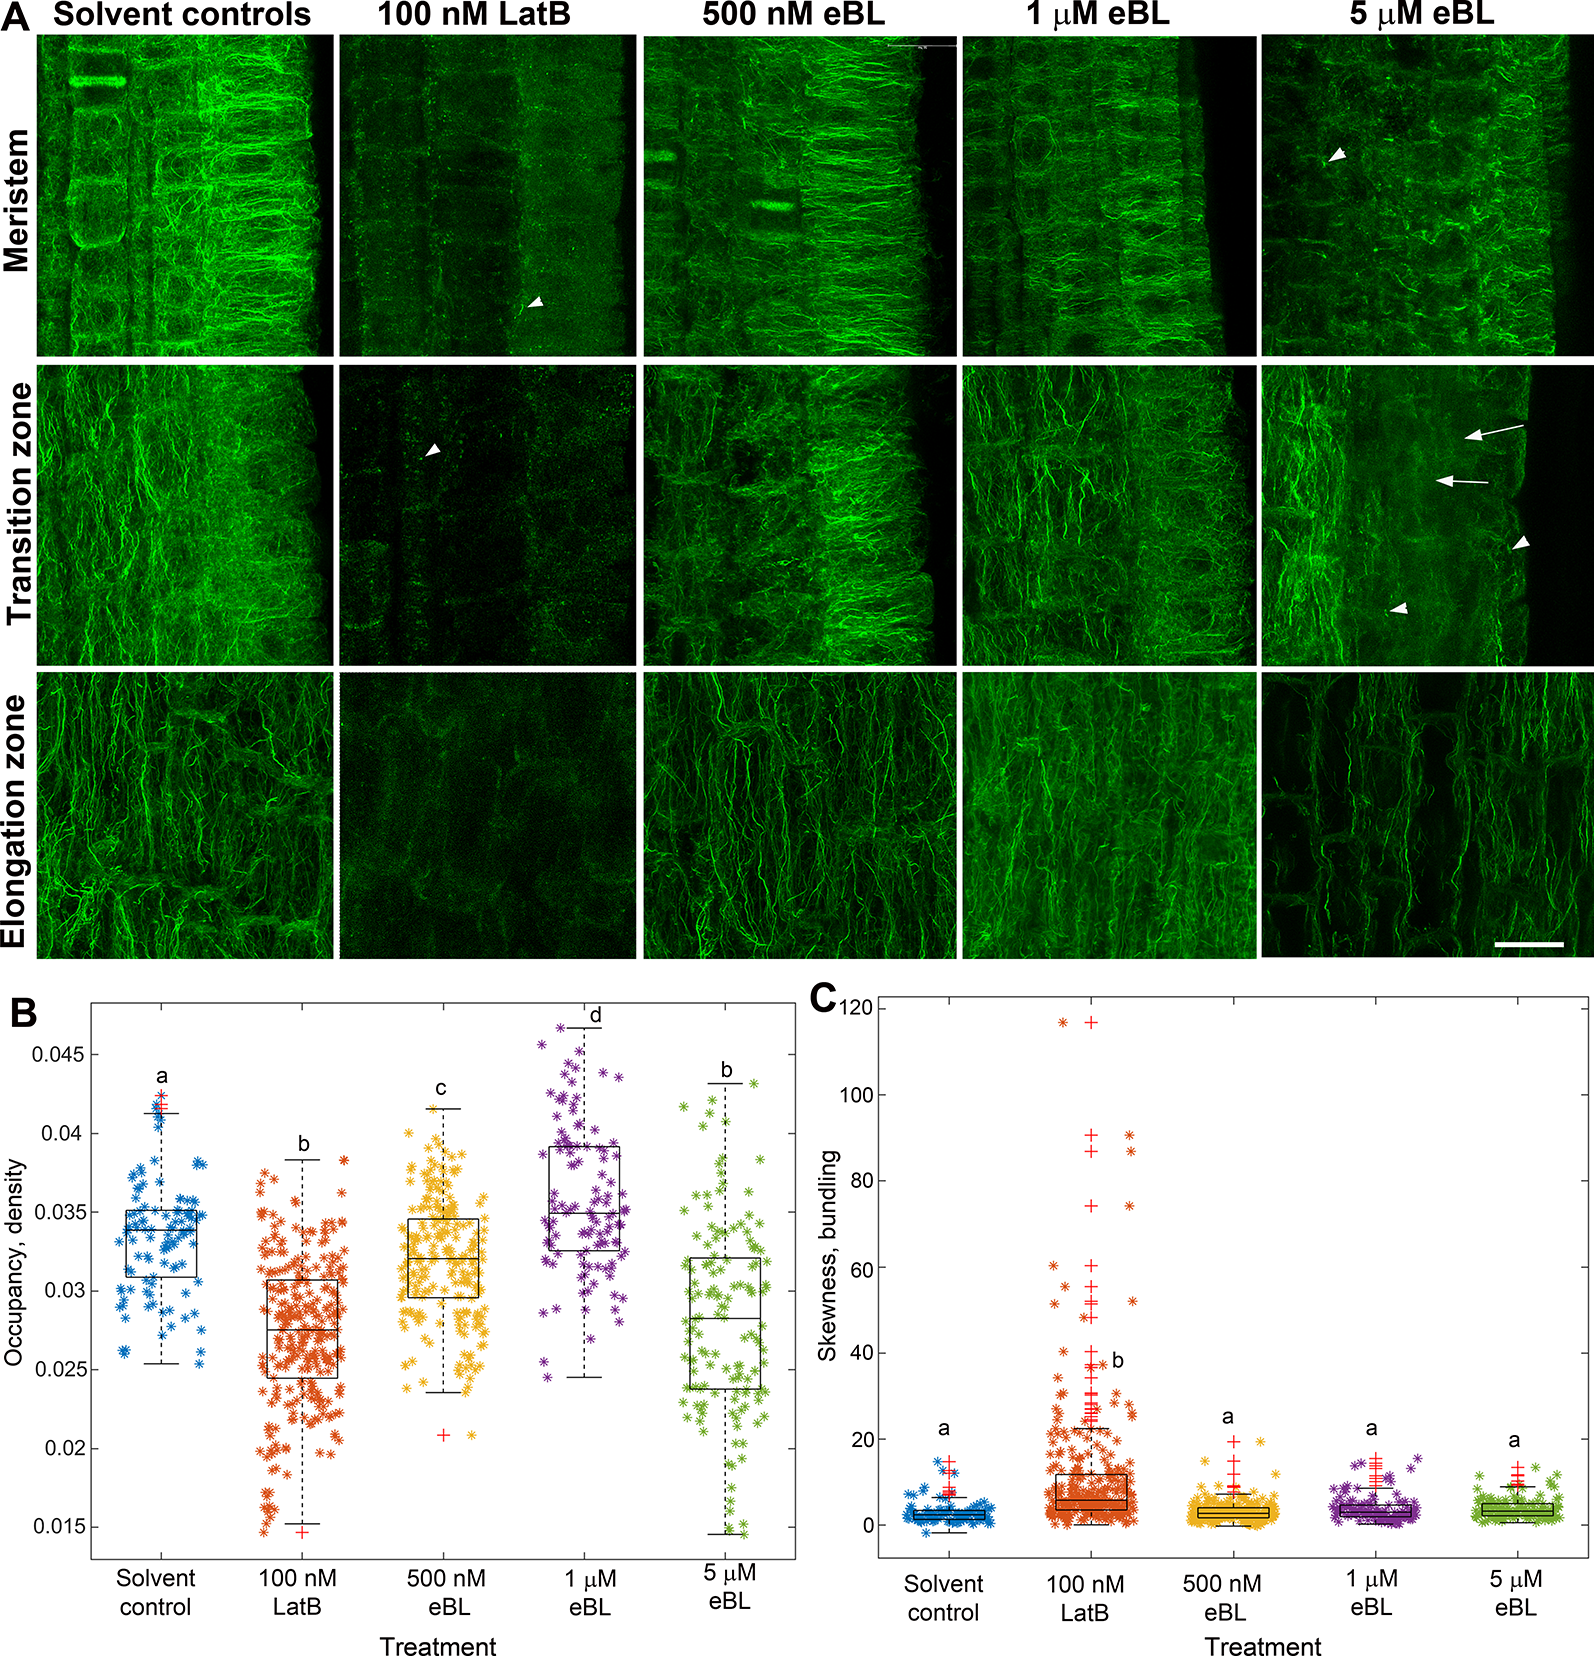 A
Solvent controls
100 nM LatB
500 nM eBL
1 μM eBL
5 μM eBL
Meristem
Transition zone
Elongation zone
B
Occupancy, density
0.045
0.04
0.035
0.03
0.025
0.02
0.015
a
b
c
d
b
Solvent
control
100 nM
LatB
500 nM
eBL
1 μM
eBL
5 μM
eBL
Treatment
C
Skewness, bundling
120
100
80
60
40
20
0
a
b
a
a
a
Solvent
control
100 nM
LatB
500 nM
eBL
1 μM
eBL
5 μM
eBL
Treatment